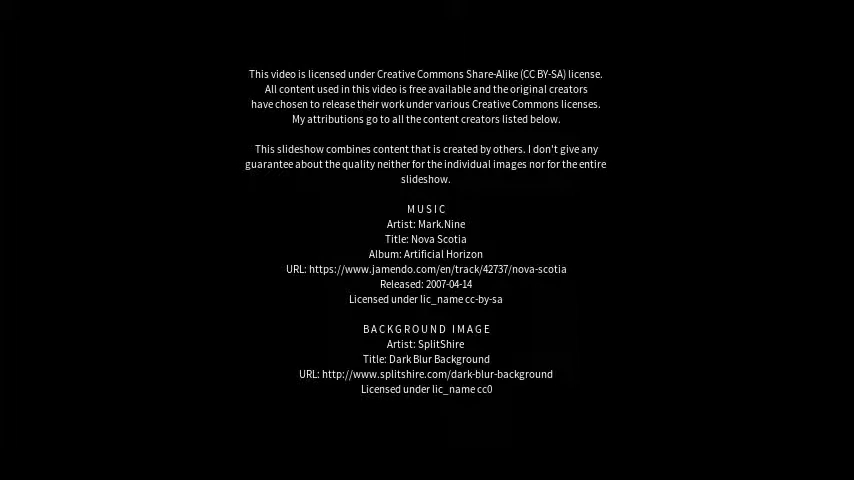 This video is licensed under Creative Commons Share-Alike (CC BY-SA) license.
All content used in this video is free available and the original creators
have chosen to release their work under various Creative Commons licenses.
My attributions go to all the content creators listed below.
This slideshow combines content that is created by others. I don't give any
guarantee about the quality neither for the individual images nor for the entire
slideshow.
MUSIC
Artist: Mark.Nine
Title: Nova Scotia
Album: Artificial Horizon
URL: https://www.jamendo.com/en/track/42737/nova-scotia
Released: 2007-04-14
Licensed under lic_name cc-by-sa
BACKGROUND IMAGE
Artist: SplitShire
Title: Dark Blur Background
URL: http://www.splitshire.com/dark-blur-background
Licensed under lic_name cc0